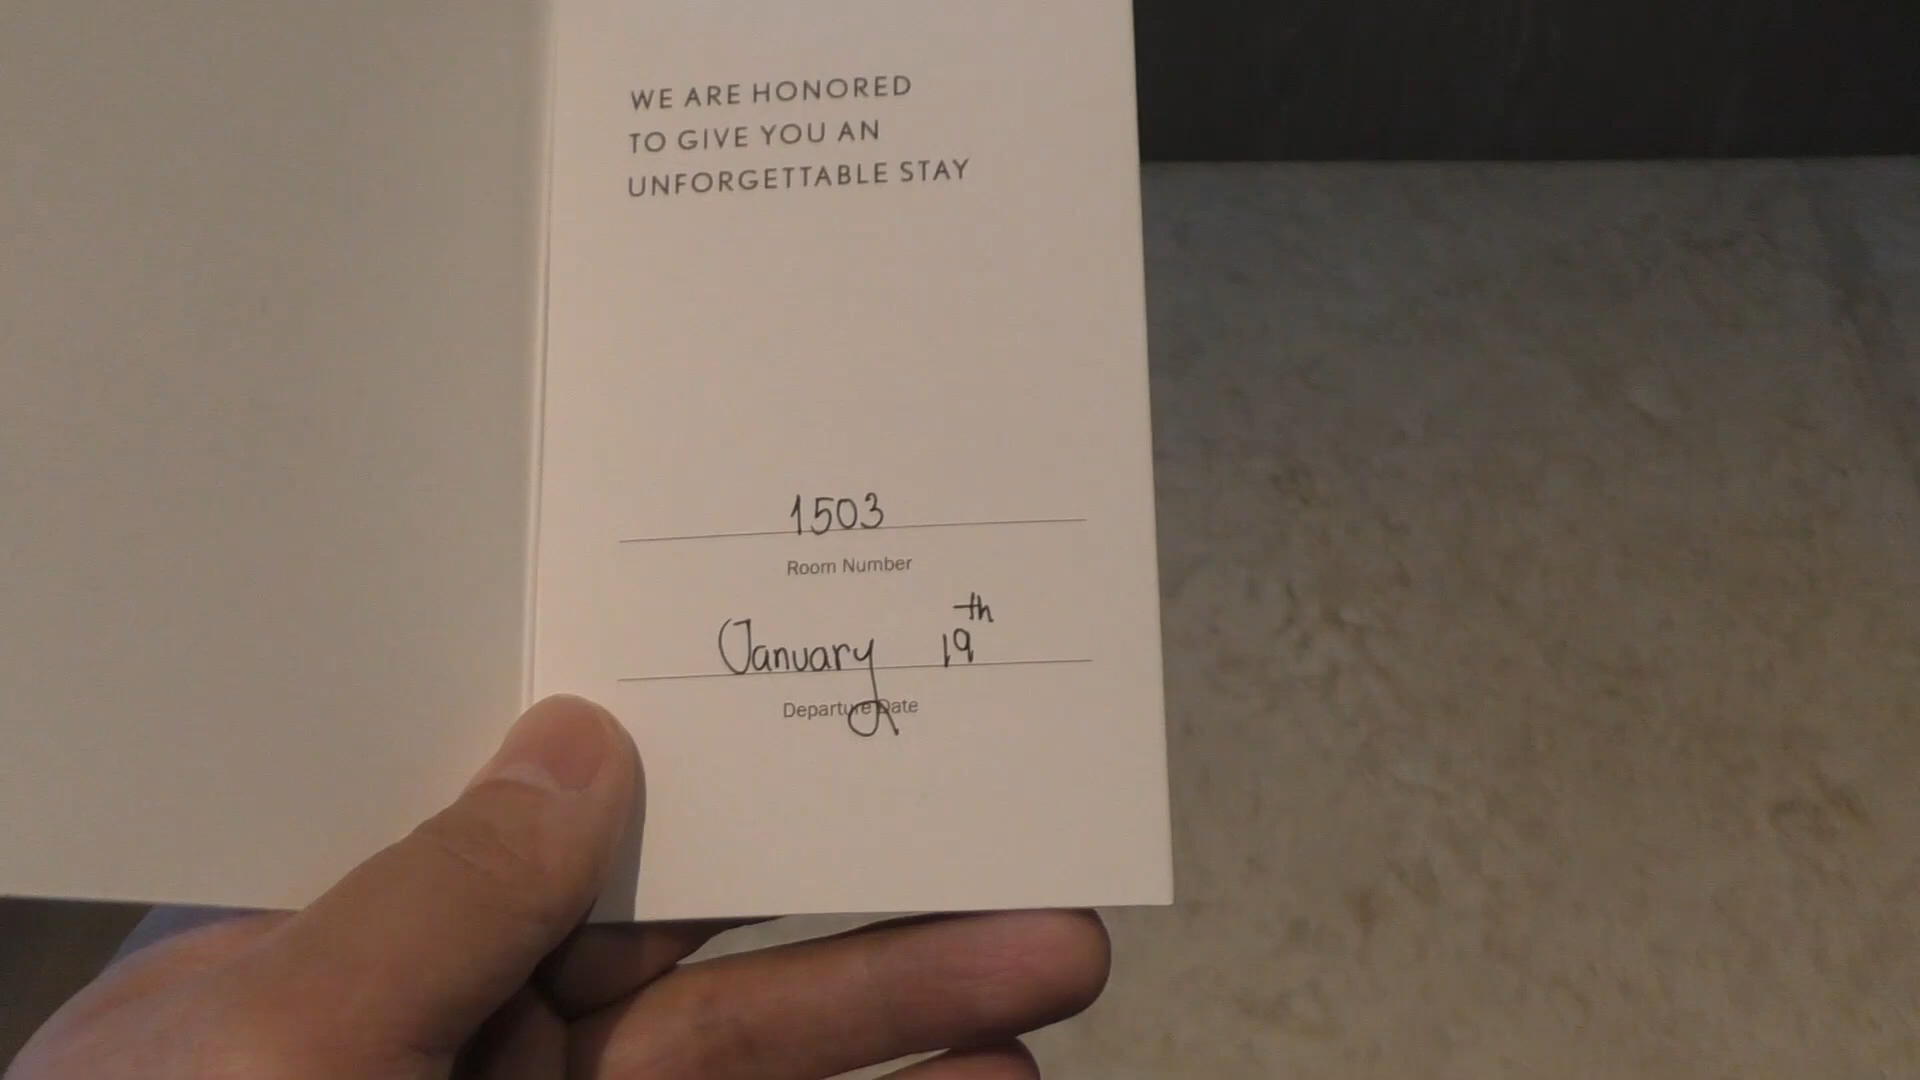 WE ARE HONORED
TO GIVE YOU AN
UNFORGETTABLE STAY
1503
Room Number
January 19th
Departure Date